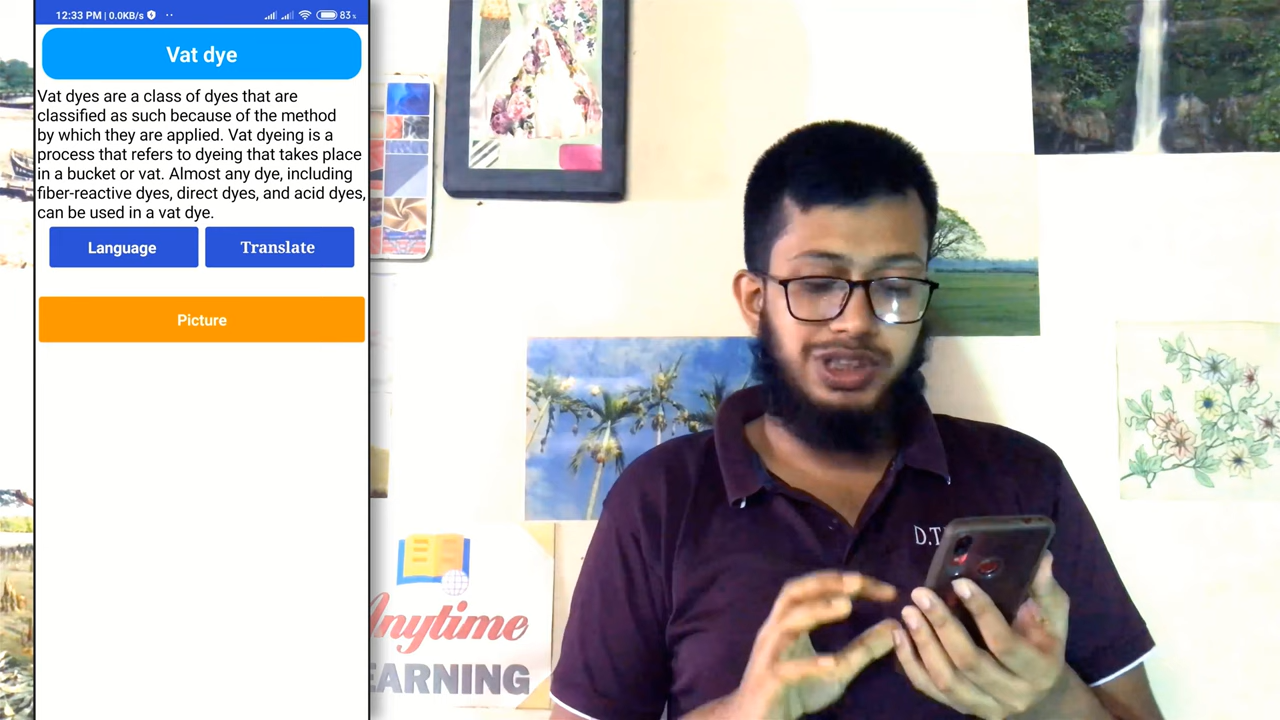 12:33 PM | 0.0KB/s
83
Vat dye
Vat dyes are a class of dyes that are
classified as such because of the method
by which they are applied. Vat dyeing is a
process that refers to dyeing that takes place
in a bucket or vat. Almost any dye, including
fiber-reactive dyes, direct dyes, and acid dyes,
can be used in a vat dye.
Language
Translate
Picture
D.T
Anytime
EARNING